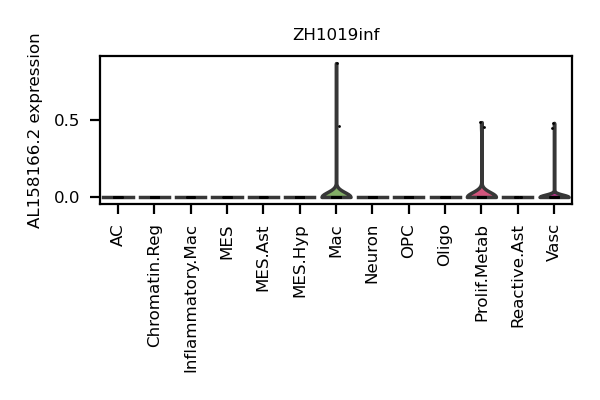 ZH1019inf
AL158166.2 expression
0.5
0.0
AC
Chromatin.Reg
Inflammatory.Mac
MES
MES.Ast
MES.Hyp
Mac
Neuron
OPC
Oligo
Prolif.Metab
Reactive.Ast
Vasc